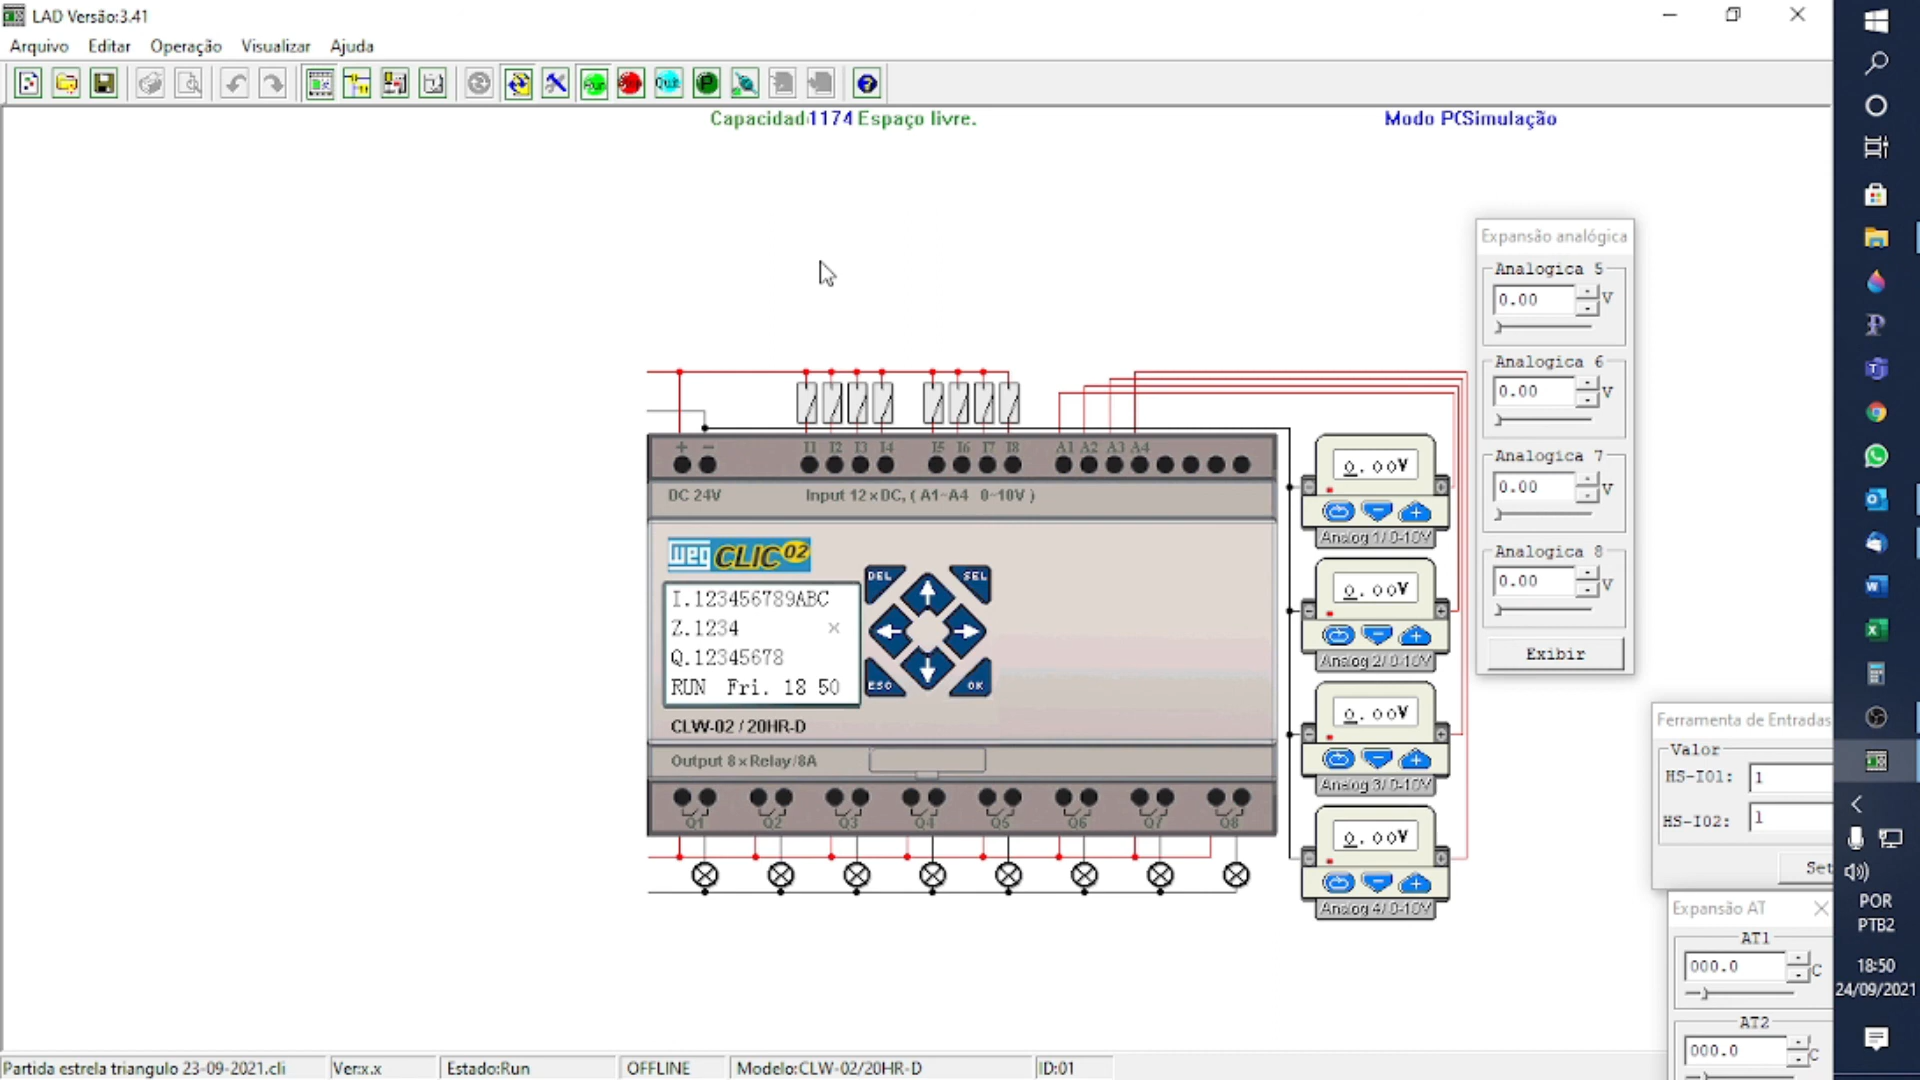 LAD Versão:3.41
Arquivo Editar Operação Visualizar Ajuda
Capacidad 1174 Espaço livre.
Modo P(Simulação
Expansão analógica
Analogica 5
0.00 V
Analogica 6
0.00 V
Analogica 7
0.00 V
Analogica 8
0.00 V
Exibir
+ −
I1 I2 I3 I4 I5 I6 I7 I8 A1 A2 A3 A4
DC 24V
Input 12×DC, ( A1~A4 0~10V )
weg CLIC02
I.123456789ABC
Z.1234 ×
Q.12345678
RUN Fri. 18 50
DEL SEL
ESC OK
CLW-02 / 20HR-D
Output 8×Relay/8A
Q1 Q2 Q3 Q4 Q5 Q6 Q7 Q8
0.00V
Analog 1/ 0-10V
0.00V
Analog 2/ 0-10V
0.00V
Analog 3/ 0-10V
0.00V
Analog 4/ 0-10V
Ferramenta de Entradas
Valor
HS-I01: 1
HS-I02: 1
Set
Expansão AT
AT1
000.0 C
AT2
000.0 C
POR
PTB2
18:50
24/09/2021
Partida estrela triangulo 23-09-2021.cli Ver:x.x Estado:Run OFFLINE Modelo:CLW-02/20HR-D ID:01